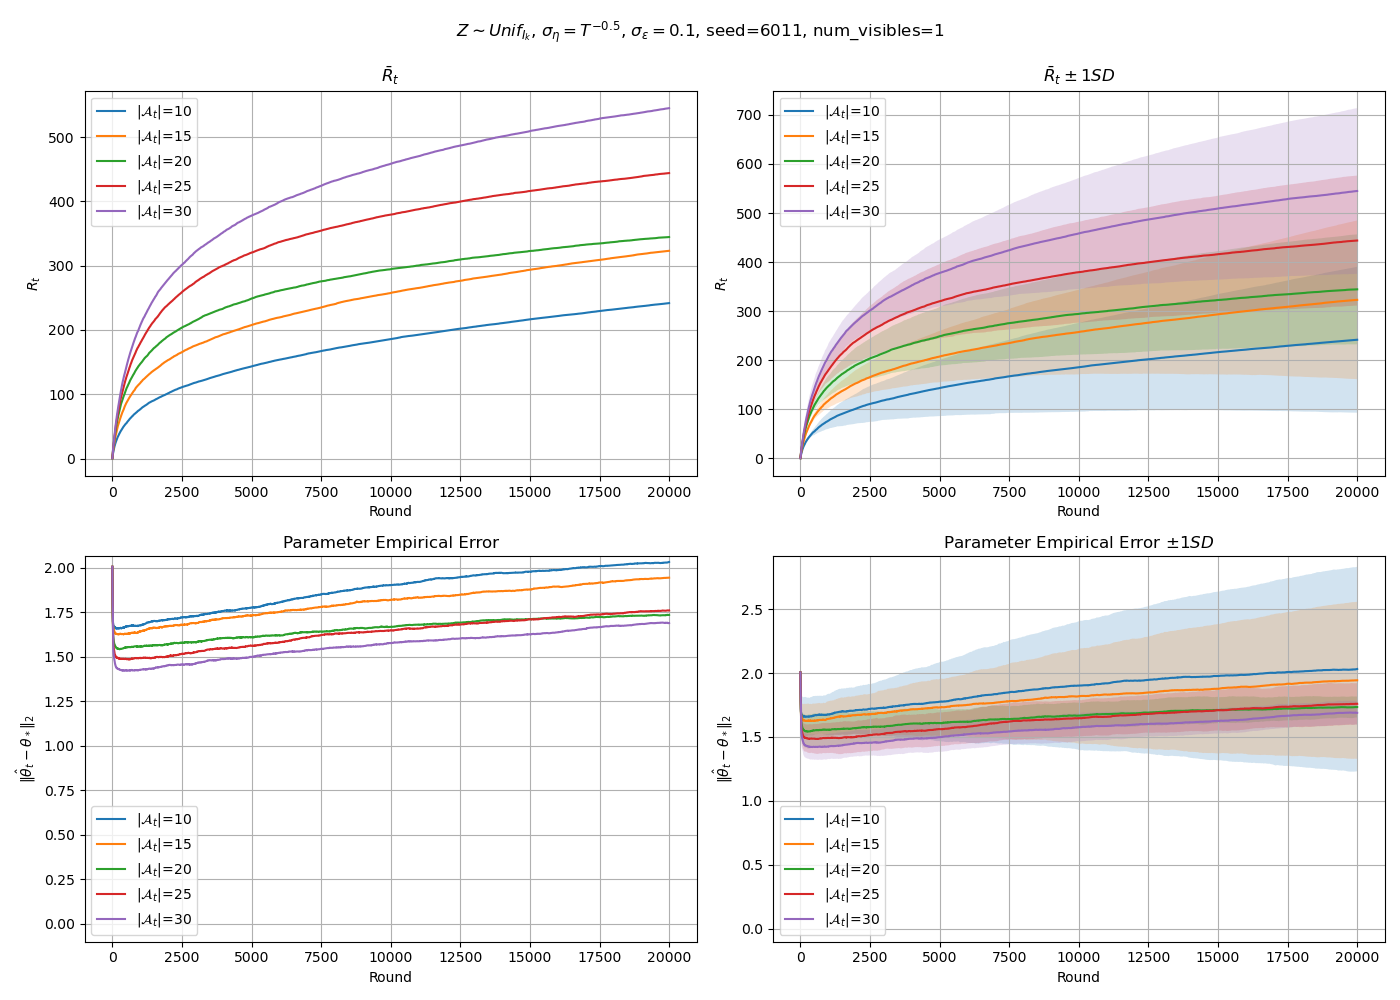 Z ∼ Unif_{I_k}, σ_η = T^{−0.5}, σ_ε = 0.1, seed=6011, num_visibles=1
R̄_t
R_t
500
400
300
200
100
0
|𝒜_t|=10
|𝒜_t|=15
|𝒜_t|=20
|𝒜_t|=25
|𝒜_t|=30
0 2500 5000 7500 10000 12500 15000 17500 20000
Round
R̄_t ± 1SD
R_t
700
600
500
400
300
200
100
0
|𝒜_t|=10
|𝒜_t|=15
|𝒜_t|=20
|𝒜_t|=25
|𝒜_t|=30
0 2500 5000 7500 10000 12500 15000 17500 20000
Round
Parameter Empirical Error
‖θ̂_t − θ_*‖_2
2.00
1.75
1.50
1.25
1.00
0.75
0.50
0.25
0.00
|𝒜_t|=10
|𝒜_t|=15
|𝒜_t|=20
|𝒜_t|=25
|𝒜_t|=30
0 2500 5000 7500 10000 12500 15000 17500 20000
Round
Parameter Empirical Error ±1SD
‖θ̂_t − θ_*‖_2
2.5
2.0
1.5
1.0
0.5
0.0
|𝒜_t|=10
|𝒜_t|=15
|𝒜_t|=20
|𝒜_t|=25
|𝒜_t|=30
0 2500 5000 7500 10000 12500 15000 17500 20000
Round